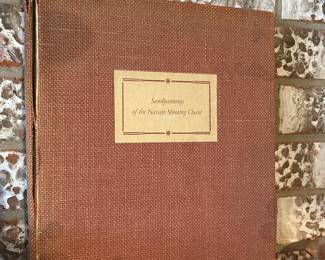 Sandpaintings
of the Navajo Shooting Chant